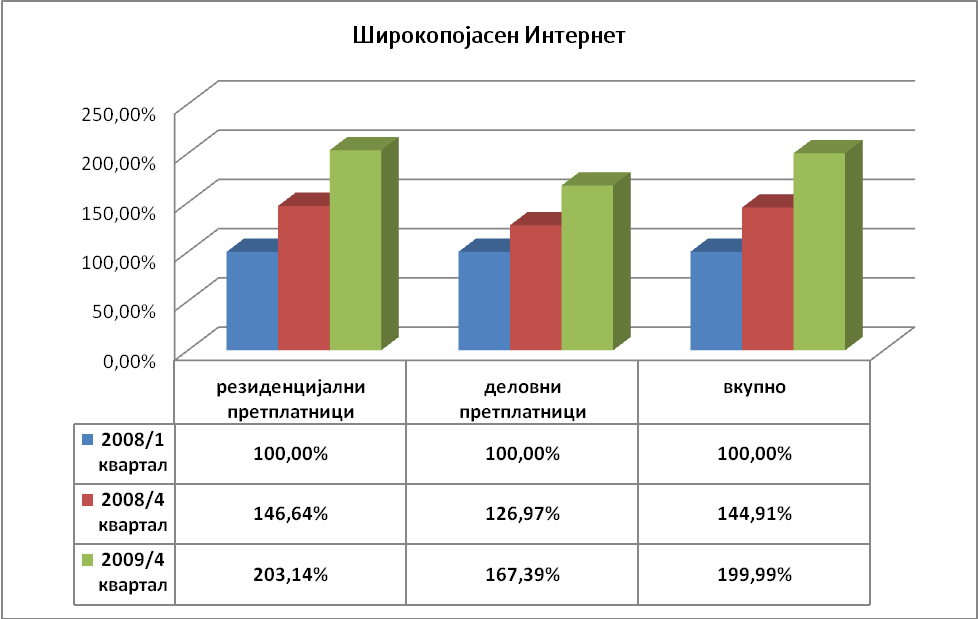 Широкопојасен Интернет
250,00%
200,00%
150,00%
100,00%
50,00%
0,00%
резиденцијални
претплатници
деловни
претплатници
вкупно
2008/1
квартал
100,00%
100,00%
100,00%
2008/4
квартал
146,64%
126,97%
144,91%
2009/4
квартал
203,14%
167,39%
199,99%